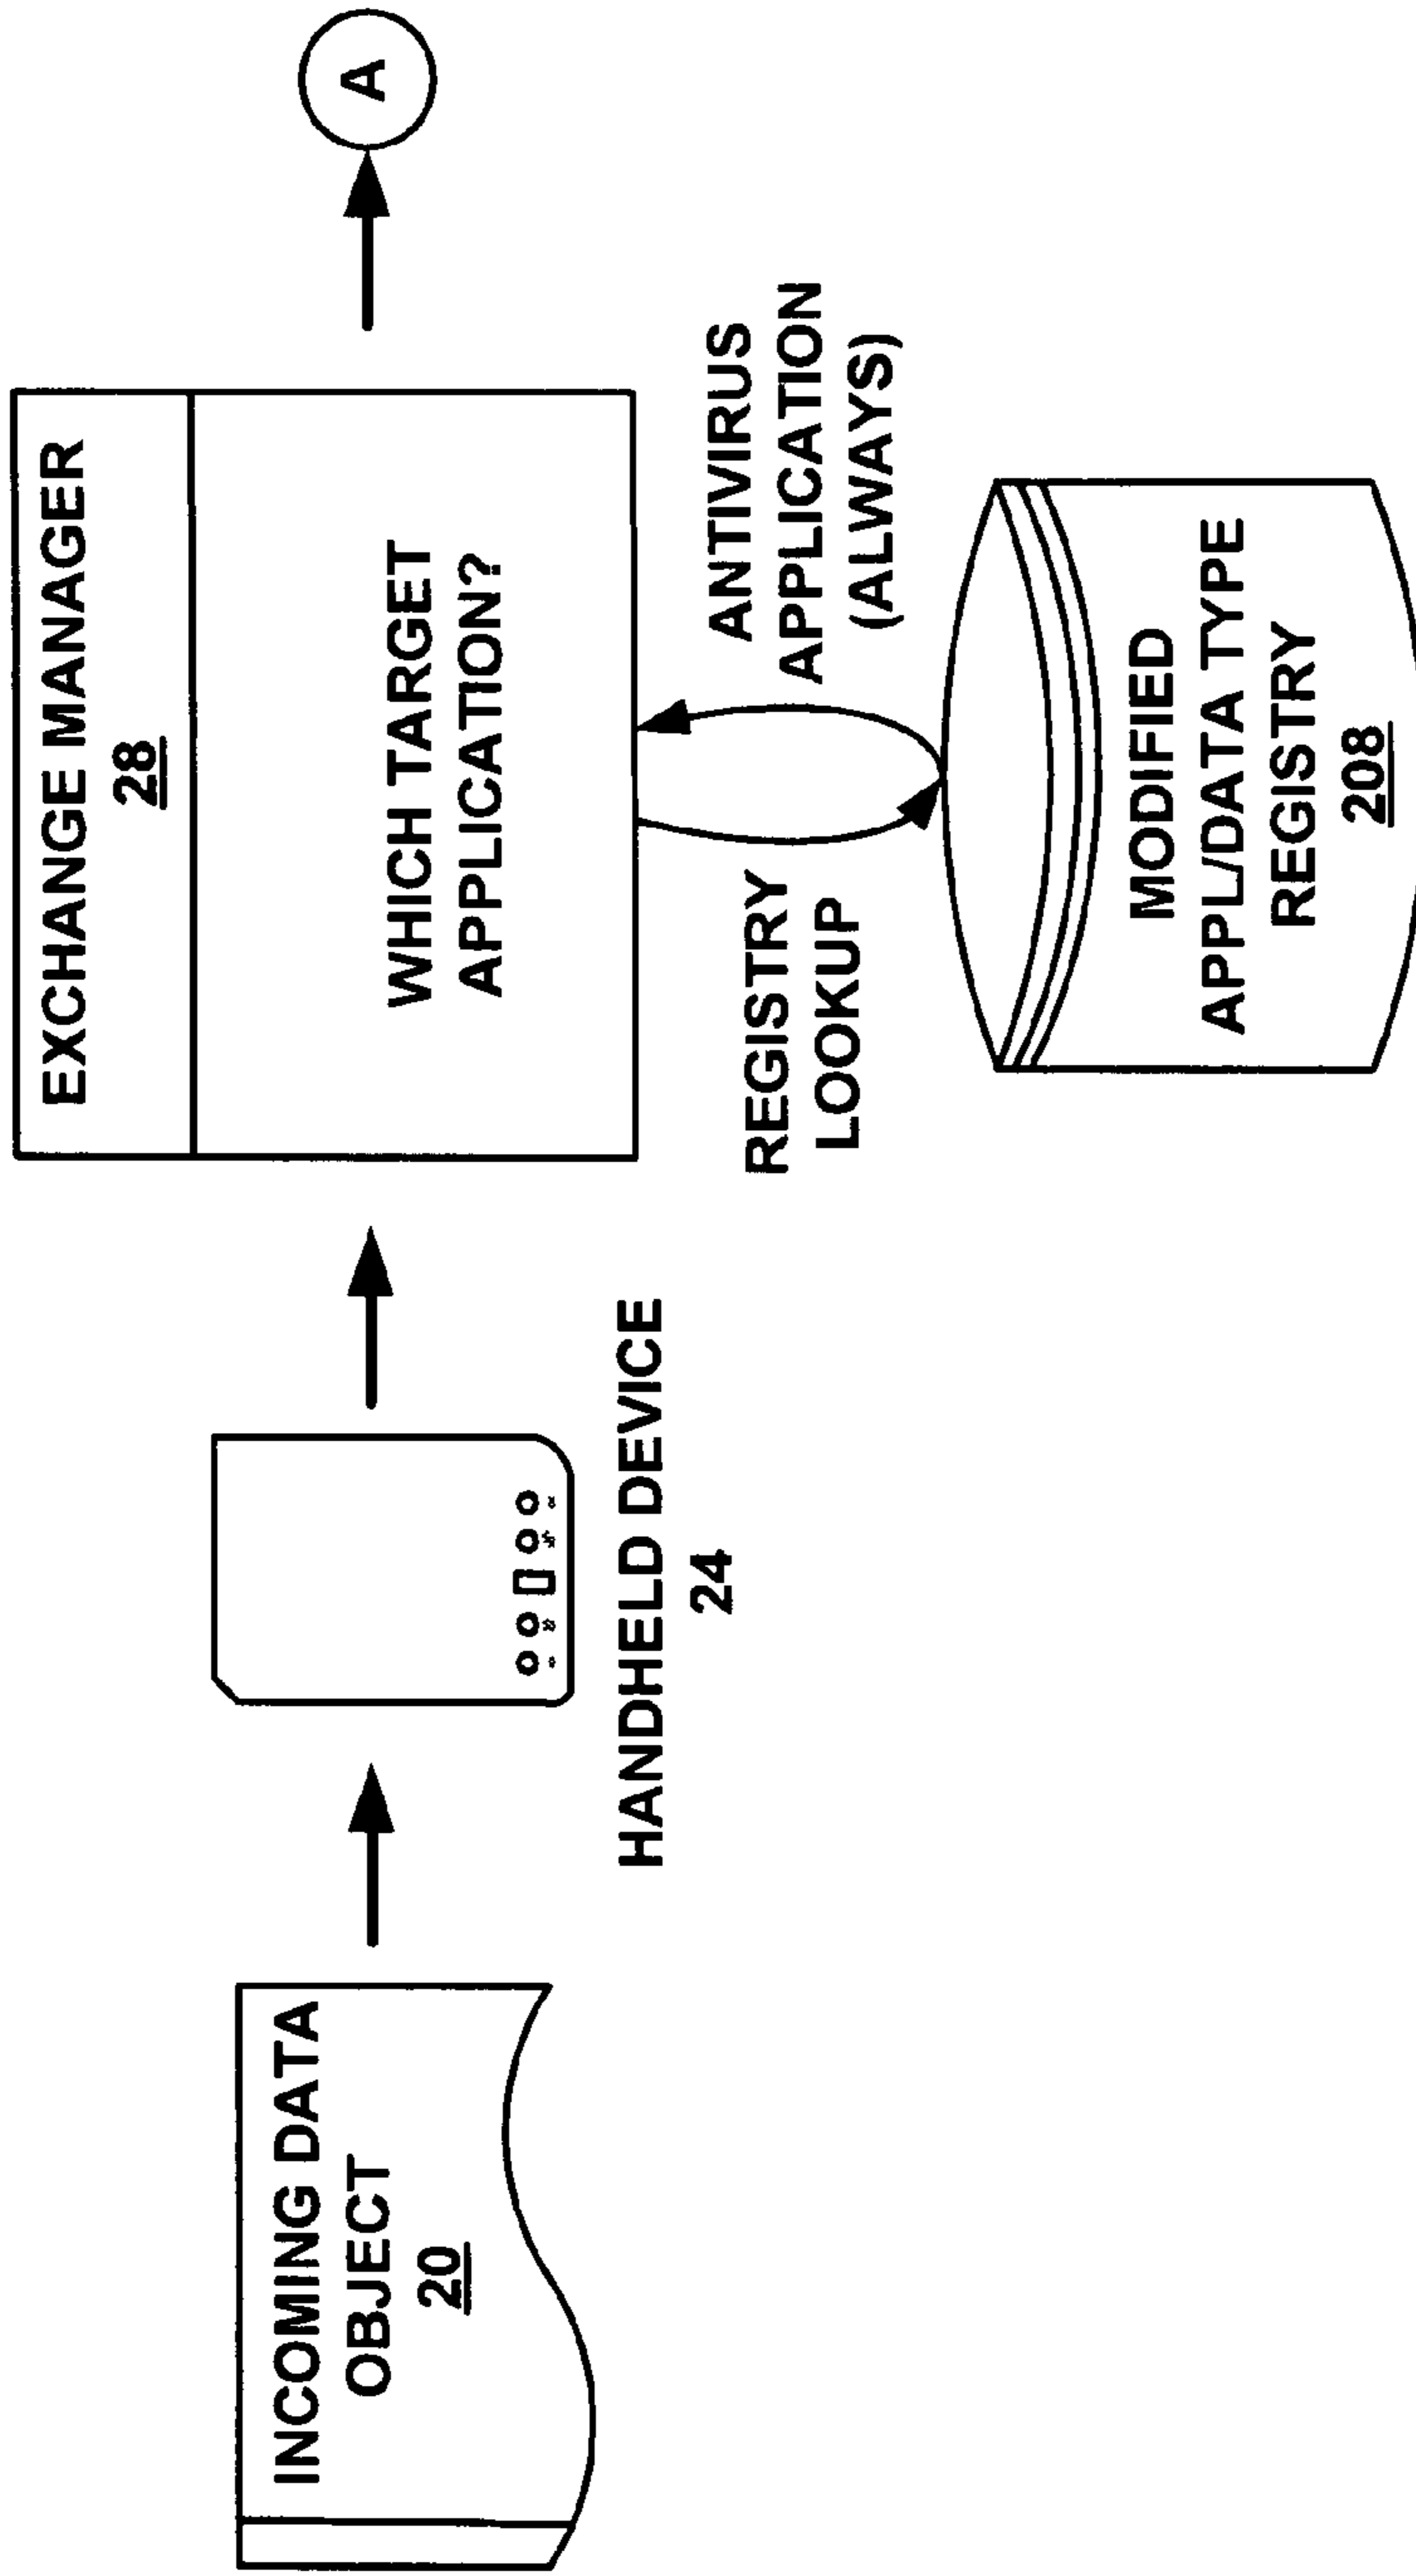 INCOMING DATA
OBJECT
20
HANDHELD DEVICE
24
EXCHANGE MANAGER
28
WHICH TARGET
APPLICATION?
REGISTRY
LOOKUP
ANTIVIRUS
APPLICATION
(ALWAYS)
MODIFIED
APPL/DATA TYPE
REGISTRY
208
A